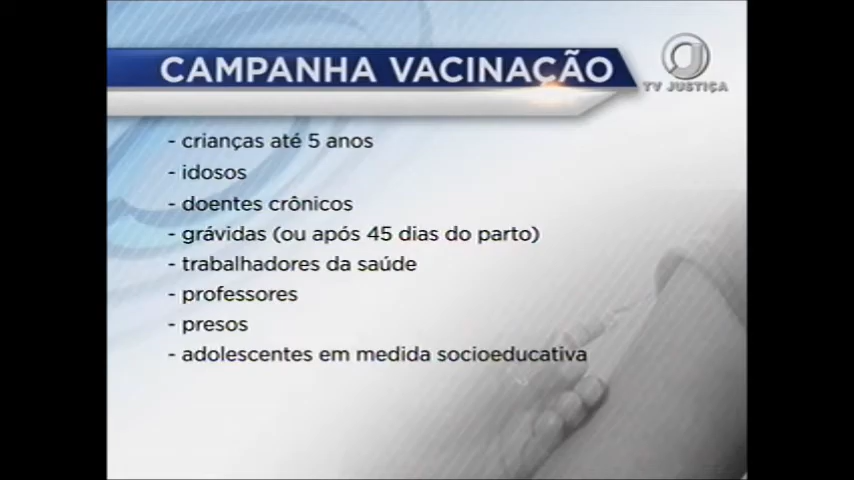 CAMPANHA VACINAÇÃO
TV JUSTIÇA
- crianças até 5 anos
- idosos
- doentes crônicos
- grávidas (ou após 45 dias do parto)
- trabalhadores da saúde
- professores
- presos
- adolescentes em medida socioeducativa